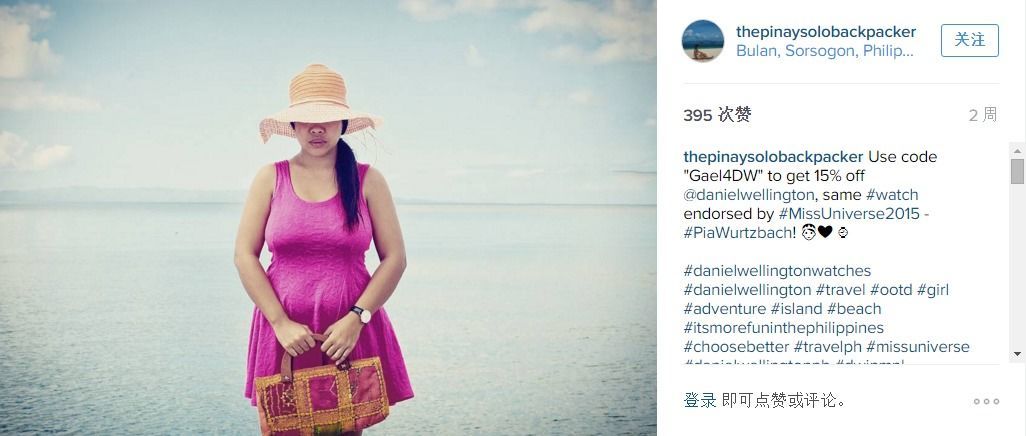 thepinaysolobackpacker
Bulan, Sorsogon, Philip...
关注
395 次赞
2 周
thepinaysolobackpacker Use code
"Gael4DW" to get 15% off
@danielwellington, same #watch
endorsed by #MissUniverse2015 -
#PiaWurtzbach!
#danielwellingtonwatches
#danielwellington #travel #ootd #girl
#adventure #island #beach
#itsmorefuninthephilippines
#choosebetter #travelph #missuniverse
登录 即可点赞或评论。